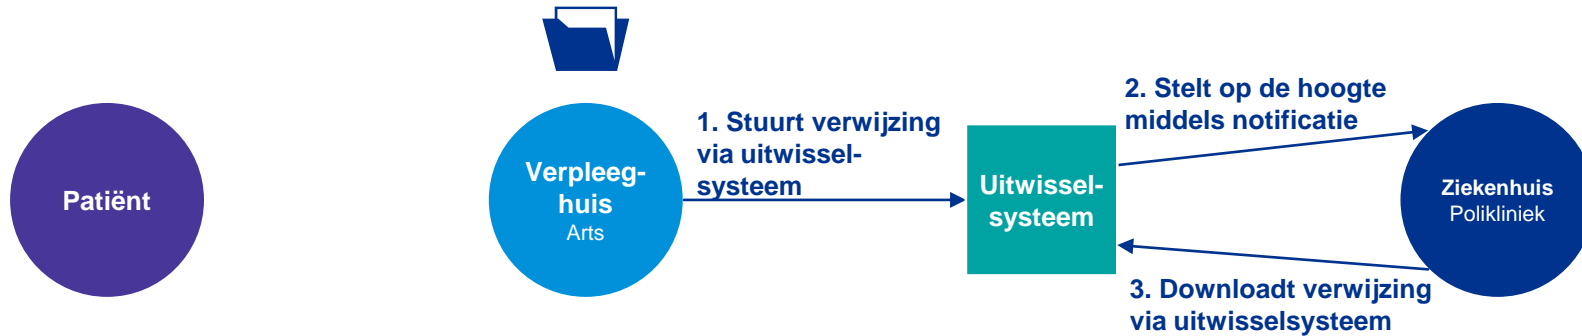 Patiënt
Verpleeg-
huis
Arts
1. Stuurt verwijzing
via uitwissel-
systeem
Uitwissel-
systeem
2. Stelt op de hoogte
middels notificatie
Ziekenhuis
Polikliniek
3. Downloadt verwijzing
via uitwisselsysteem